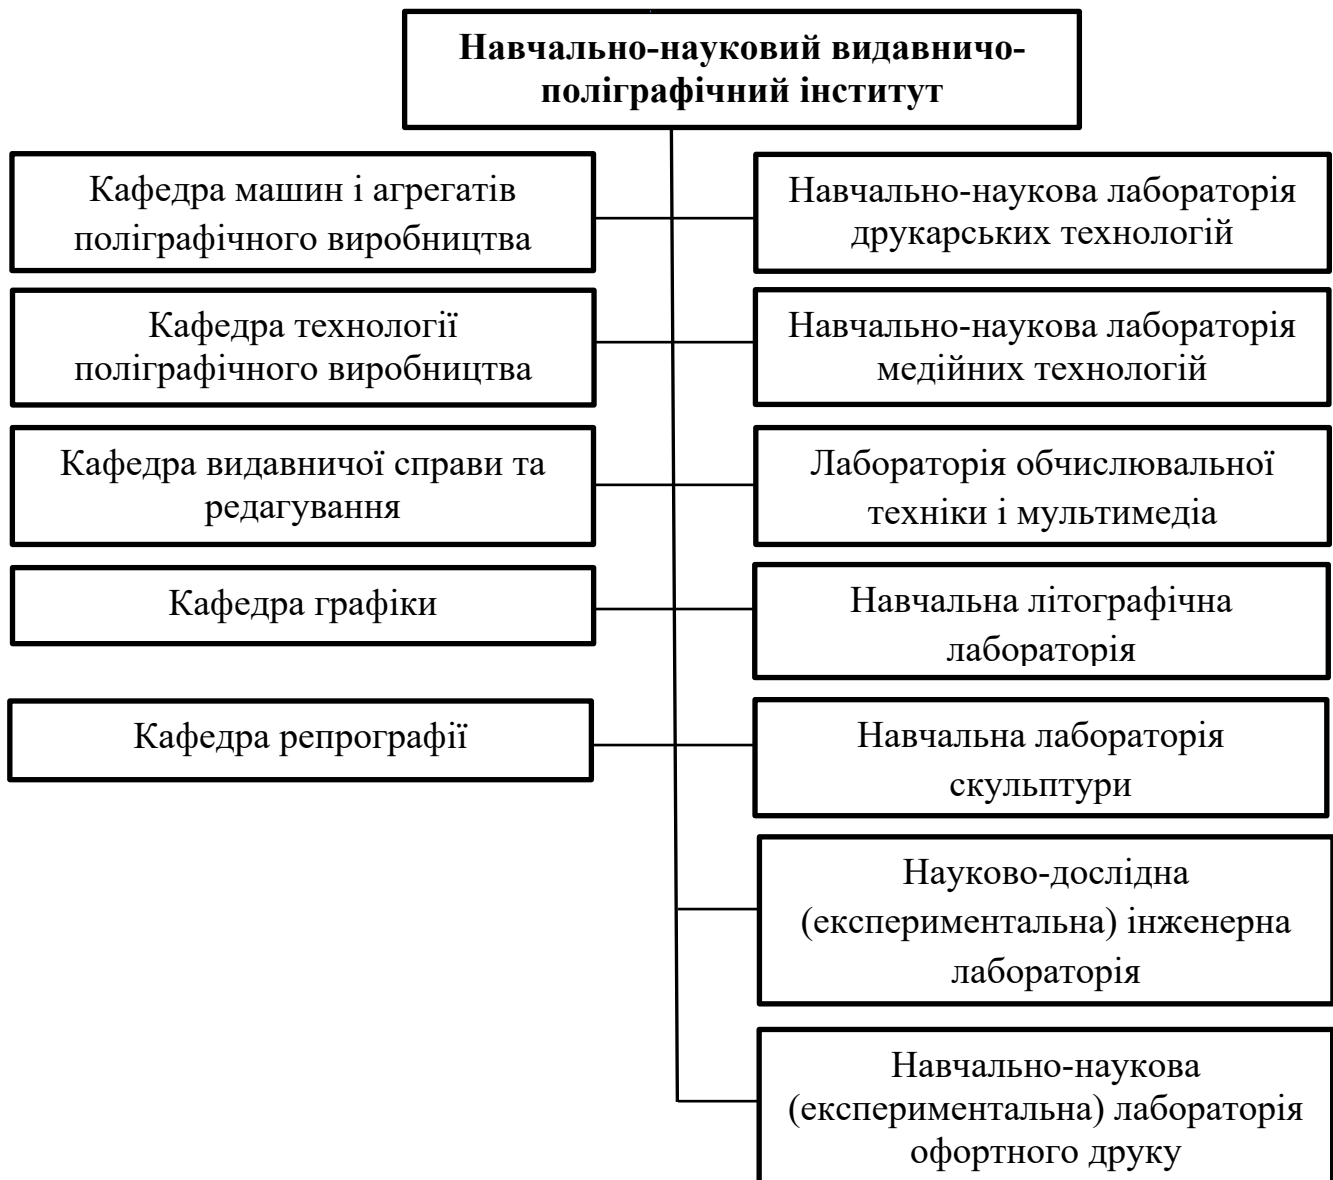 Навчально-науковий видавничо-
поліграфічний інститут
Кафедра машин і агрегатів
поліграфічного виробництва
Навчально-наукова лабораторія
друкарських технологій
Кафедра технології
поліграфічного виробництва
Навчально-наукова лабораторія
медійних технологій
Кафедра видавничої справи та
редагування
Лабораторія обчислювальної
техніки і мультимедіа
Кафедра графіки
Навчальна літографічна
лабораторія
Кафедра репрографії
Навчальна лабораторія
скульптури
Науково-дослідна
(експериментальна) інженерна
лабораторія
Навчально-наукова
(експериментальна) лабораторія
офортного друку